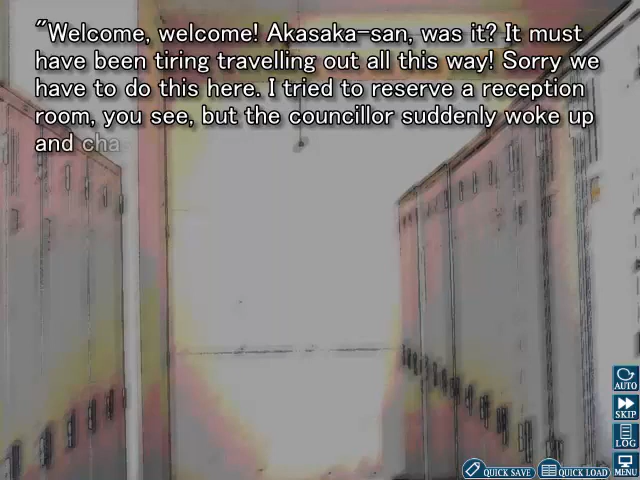 "Welcome, welcome! Akasaka-san, was it? It must
have been tiring travelling out all this way! Sorry we
have to do this here. I tried to reserve a reception
room, you see, but the councillor suddenly woke up
and cha
AUTO
SKIP
LOG
MENU
QUICK SAVE
QUICK LOAD